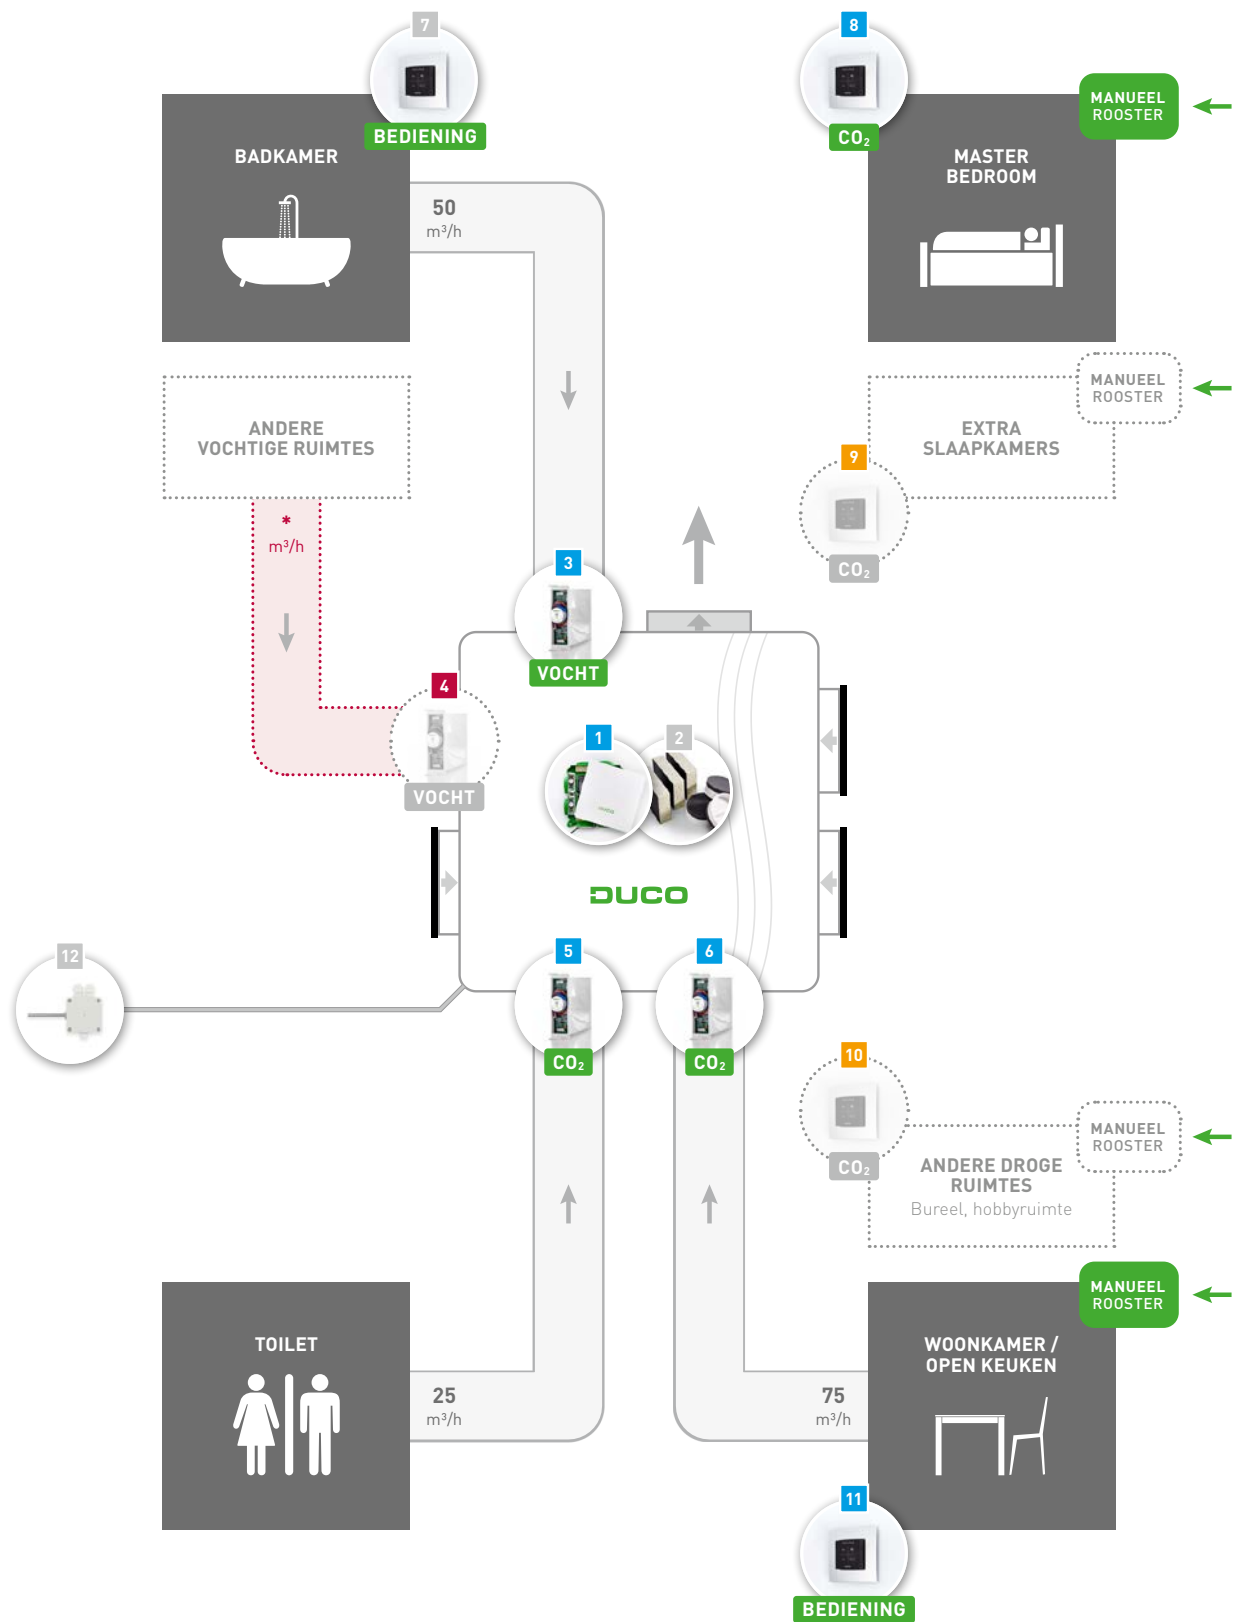 7
BEDIENING
BADKAMER
50
m³/h
8
CO₂
MANUEEL
ROOSTER
MASTER
BEDROOM
ANDERE
VOCHTIGE RUIMTES
*
m³/h
MANUEEL
ROOSTER
EXTRA
SLAAPKAMERS
9
CO₂
3
VOCHT
4
VOCHT
1
2
DUCO
12
5
CO₂
6
CO₂
10
CO₂
MANUEEL
ROOSTER
ANDERE DROGE
RUIMTES
Bureel, hobbyruimte
TOILET
25
m³/h
MANUEEL
ROOSTER
WOONKAMER /
OPEN KEUKEN
75
m³/h
11
BEDIENING